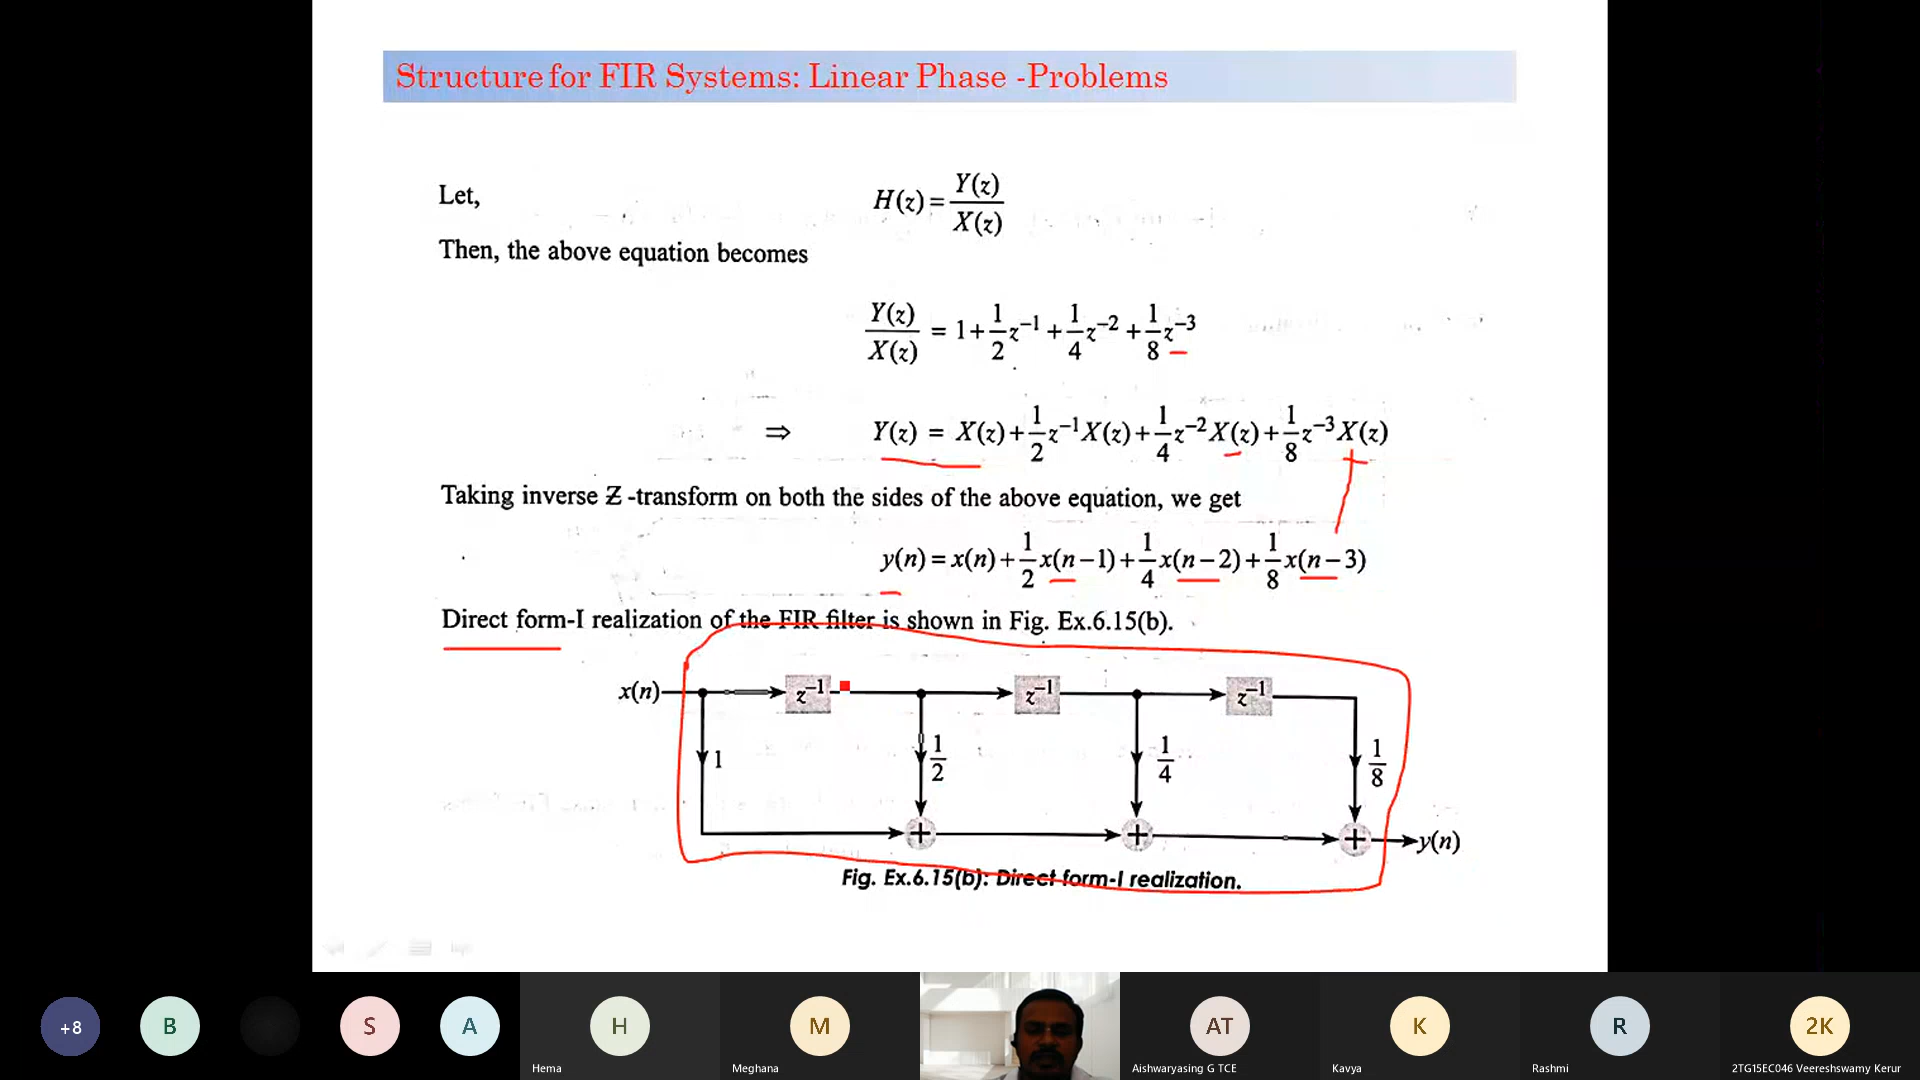 Structure for FIR Systems: Linear Phase -Problems
Let,
H(z) = Y(z)/X(z)
Then, the above equation becomes
Y(z)/X(z) = 1 + 1/2 z⁻¹ + 1/4 z⁻² + 1/8 z⁻³
⇒ Y(z) = X(z) + 1/2 z⁻¹ X(z) + 1/4 z⁻² X(z) + 1/8 z⁻³ X(z)
Taking inverse Z -transform on both the sides of the above equation, we get
y(n) = x(n) + 1/2 x(n−1) + 1/4 x(n−2) + 1/8 x(n−3)
Direct form-I realization of the FIR filter is shown in Fig. Ex.6.15(b).
x(n) z⁻¹ z⁻¹ z⁻¹
1 1/2 1/4 1/8
+ + + y(n)
Fig. Ex.6.15(b): Direct form-I realization.
+8 B S A H M AT K R 2K
Hema Meghana Aishwaryasing G TCE Kavya Rashmi 2TG15EC046 Veereshswamy Kerur